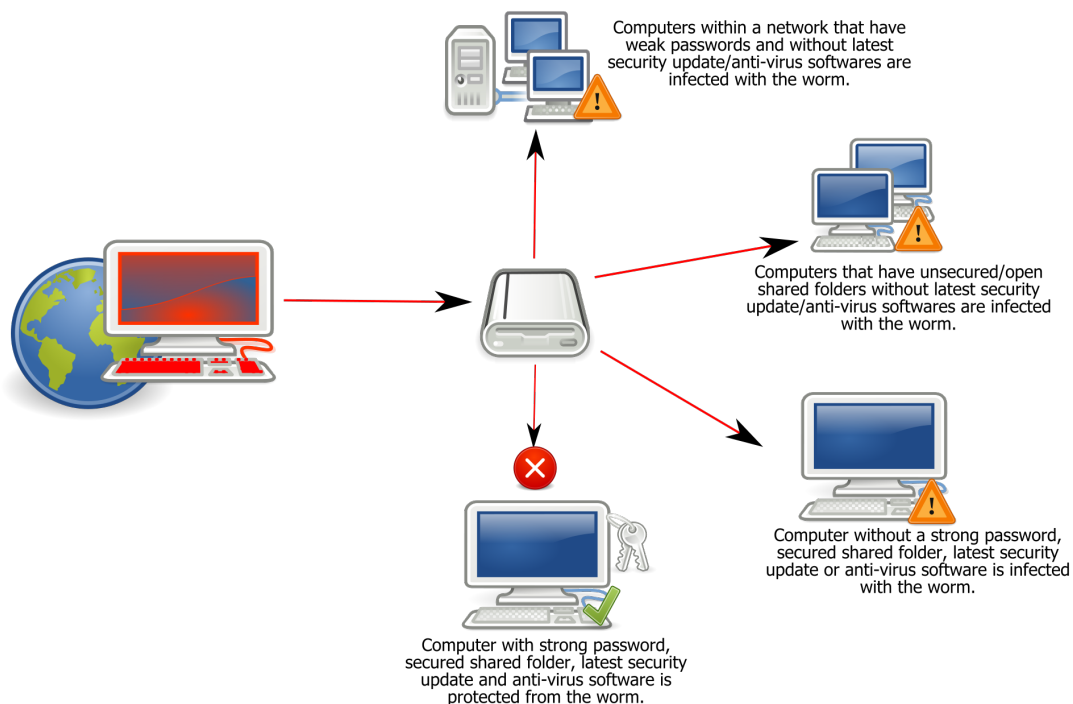 Computers within a network that have
weak passwords and without latest
security update/anti-virus softwares are
infected with the worm.
Computers that have unsecured/open
shared folders without latest security
update/anti-virus softwares are infected
with the worm.
Computer without a strong password,
secured shared folder, latest security
update or anti-virus software is infected
with the worm.
Computer with strong password,
secured shared folder, latest security
update and anti-virus software is
protected from the worm.